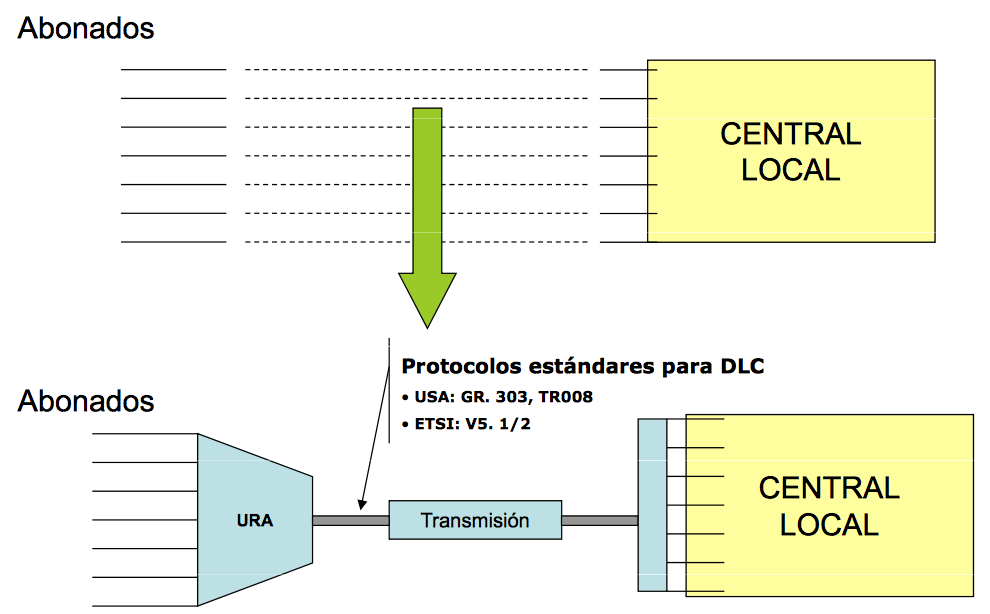 Abonados
CENTRAL
LOCAL
Protocolos estándares para DLC
• USA: GR. 303, TR008
• ETSI: V5. 1/2
Abonados
URA
Transmisión
CENTRAL
LOCAL